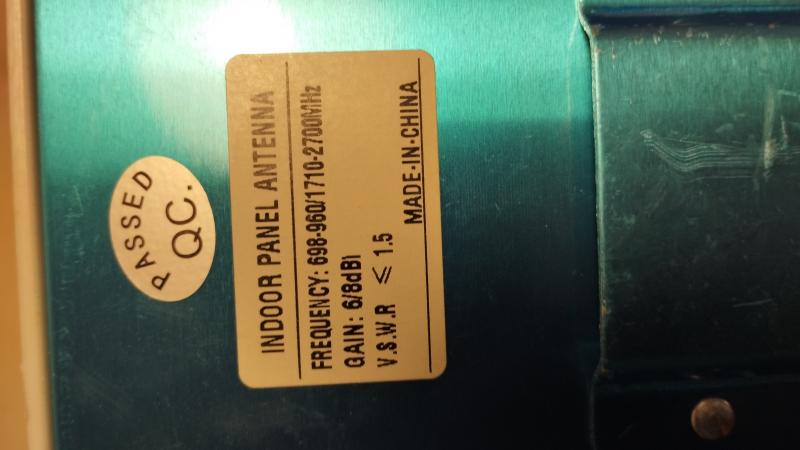 PASSED
QC.
INDOOR PANEL ANTENNA
FREQUENCY: 698-960/1710-2700MHz
GAIN: 6/8dBi
V.S.W.R ≤ 1.5
MADE-IN-CHINA